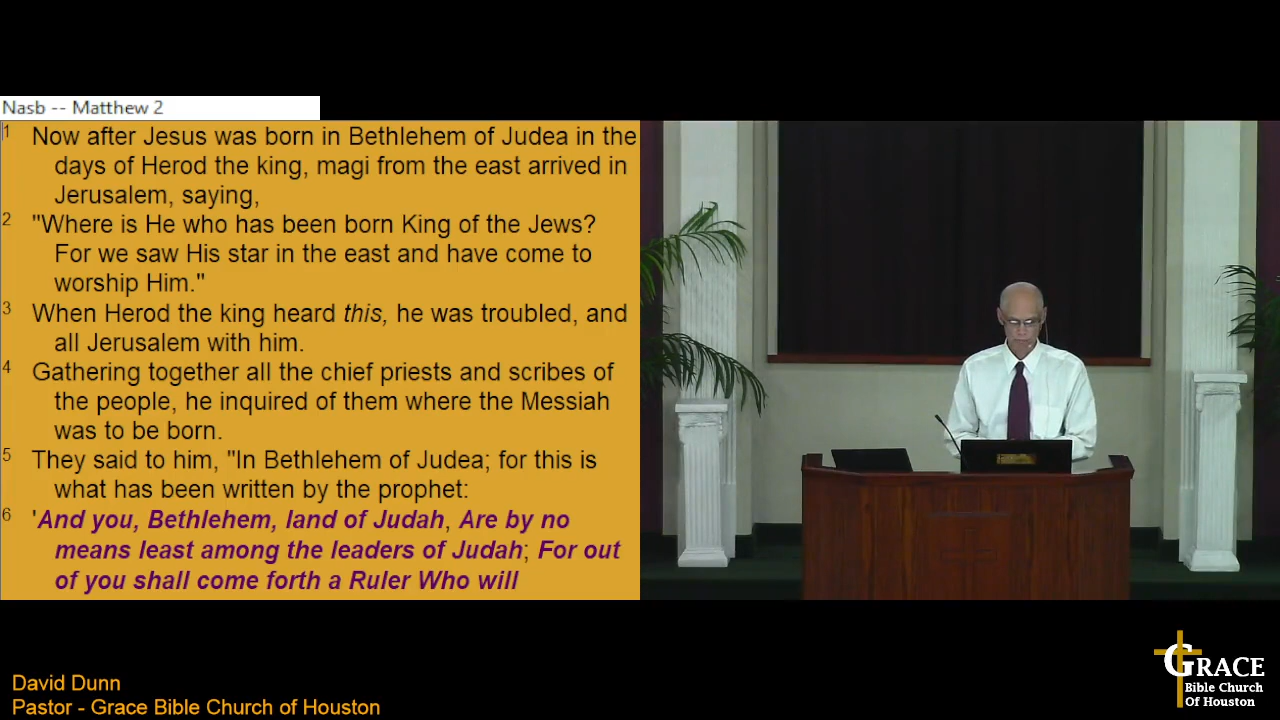 Nasb -- Matthew 2
1 Now after Jesus was born in Bethlehem of Judea in the
days of Herod the king, magi from the east arrived in
Jerusalem, saying,
2 "Where is He who has been born King of the Jews?
For we saw His star in the east and have come to
worship Him."
3 When Herod the king heard this, he was troubled, and
all Jerusalem with him.
4 Gathering together all the chief priests and scribes of
the people, he inquired of them where the Messiah
was to be born.
5 They said to him, "In Bethlehem of Judea; for this is
what has been written by the prophet:
6 'And you, Bethlehem, land of Judah, Are by no
means least among the leaders of Judah; For out
of you shall come forth a Ruler Who will
David Dunn
Pastor - Grace Bible Church of Houston
GRACE
Bible Church
Of Houston